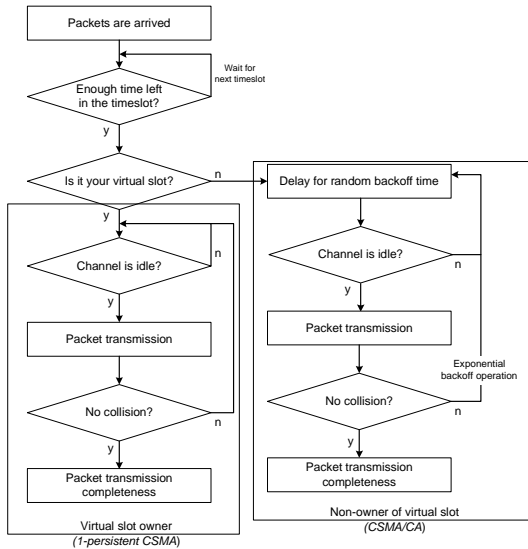 Packets are arrived
Wait for
next timeslot
Enough time left
in the timeslot?
y
Is it your virtual slot?
n
y
Channel is idle?
n
y
Packet transmission
No collision?
n
y
Packet transmission
completeness
Virtual slot owner
(1-persistent CSMA)
Delay for random backoff time
Channel is idle?
n
y
Packet transmission
Exponential
backoff operation
No collision?
n
y
Packet transmission
completeness
Non-owner of virtual slot
(CSMA/CA)